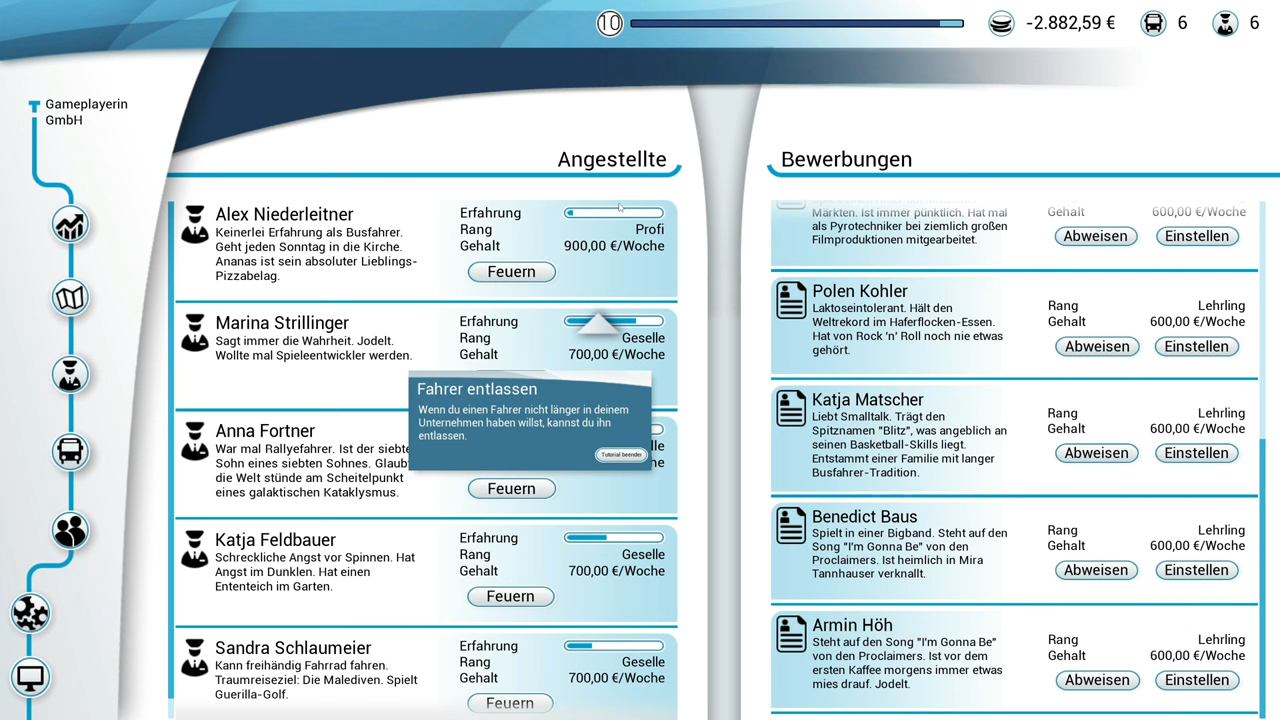 10
-2.882,59 €
6
6
Gameplayerin
GmbH
Angestellte
Alex Niederleitner
Keinerlei Erfahrung als Busfahrer.
Geht jeden Sonntag in die Kirche.
Ananas ist sein absoluter Lieblings-
Pizzabelag.
Erfahrung
Rang Profi
Gehalt 900,00 €/Woche
Feuern
Marina Strillinger
Sagt immer die Wahrheit. Jodelt.
Wollte mal Spieleentwickler werden.
Erfahrung
Rang Geselle
Gehalt 700,00 €/Woche
Fahrer entlassen
Wenn du einen Fahrer nicht länger in deinem
Unternehmen haben willst, kannst du ihn
entlassen.
Tutorial beenden
Anna Fortner
War mal Rallyefahrer. Ist der siebte
Sohn eines siebten Sohnes. Glaub
die Welt stünde am Scheitelpunkt
eines galaktischen Kataklysmus.
Feuern
Katja Feldbauer
Schreckliche Angst vor Spinnen. Hat
Angst im Dunklen. Hat einen
Ententeich im Garten.
Erfahrung
Rang Geselle
Gehalt 700,00 €/Woche
Feuern
Sandra Schlaumeier
Kann freihändig Fahrrad fahren.
Traumreiseziel: Die Malediven. Spielt
Guerilla-Golf.
Erfahrung
Rang Geselle
Gehalt 700,00 €/Woche
Feuern
Bewerbungen
Märkten. Ist immer pünktlich. Hat mal
als Pyrotechniker bei ziemlich großen
Filmproduktionen mitgearbeitet.
Gehalt 600,00 €/Woche
Abweisen Einstellen
Polen Kohler
Laktoseintolerant. Hält den
Weltrekord im Haferflocken-Essen.
Hat von Rock 'n' Roll noch nie etwas
gehört.
Rang Lehrling
Gehalt 600,00 €/Woche
Abweisen Einstellen
Katja Matscher
Liebt Smalltalk. Trägt den
Spitznamen "Blitz", was angeblich an
seinen Basketball-Skills liegt.
Entstammt einer Familie mit langer
Busfahrer-Tradition.
Rang Lehrling
Gehalt 600,00 €/Woche
Abweisen Einstellen
Benedict Baus
Spielt in einer Bigband. Steht auf den
Song "I'm Gonna Be" von den
Proclaimers. Ist heimlich in Mira
Tannhauser verknallt.
Rang Lehrling
Gehalt 600,00 €/Woche
Abweisen Einstellen
Armin Höh
Steht auf den Song "I'm Gonna Be"
von den Proclaimers. Ist vor dem
ersten Kaffee morgens immer etwas
mies drauf. Jodelt.
Rang Lehrling
Gehalt 600,00 €/Woche
Abweisen Einstellen